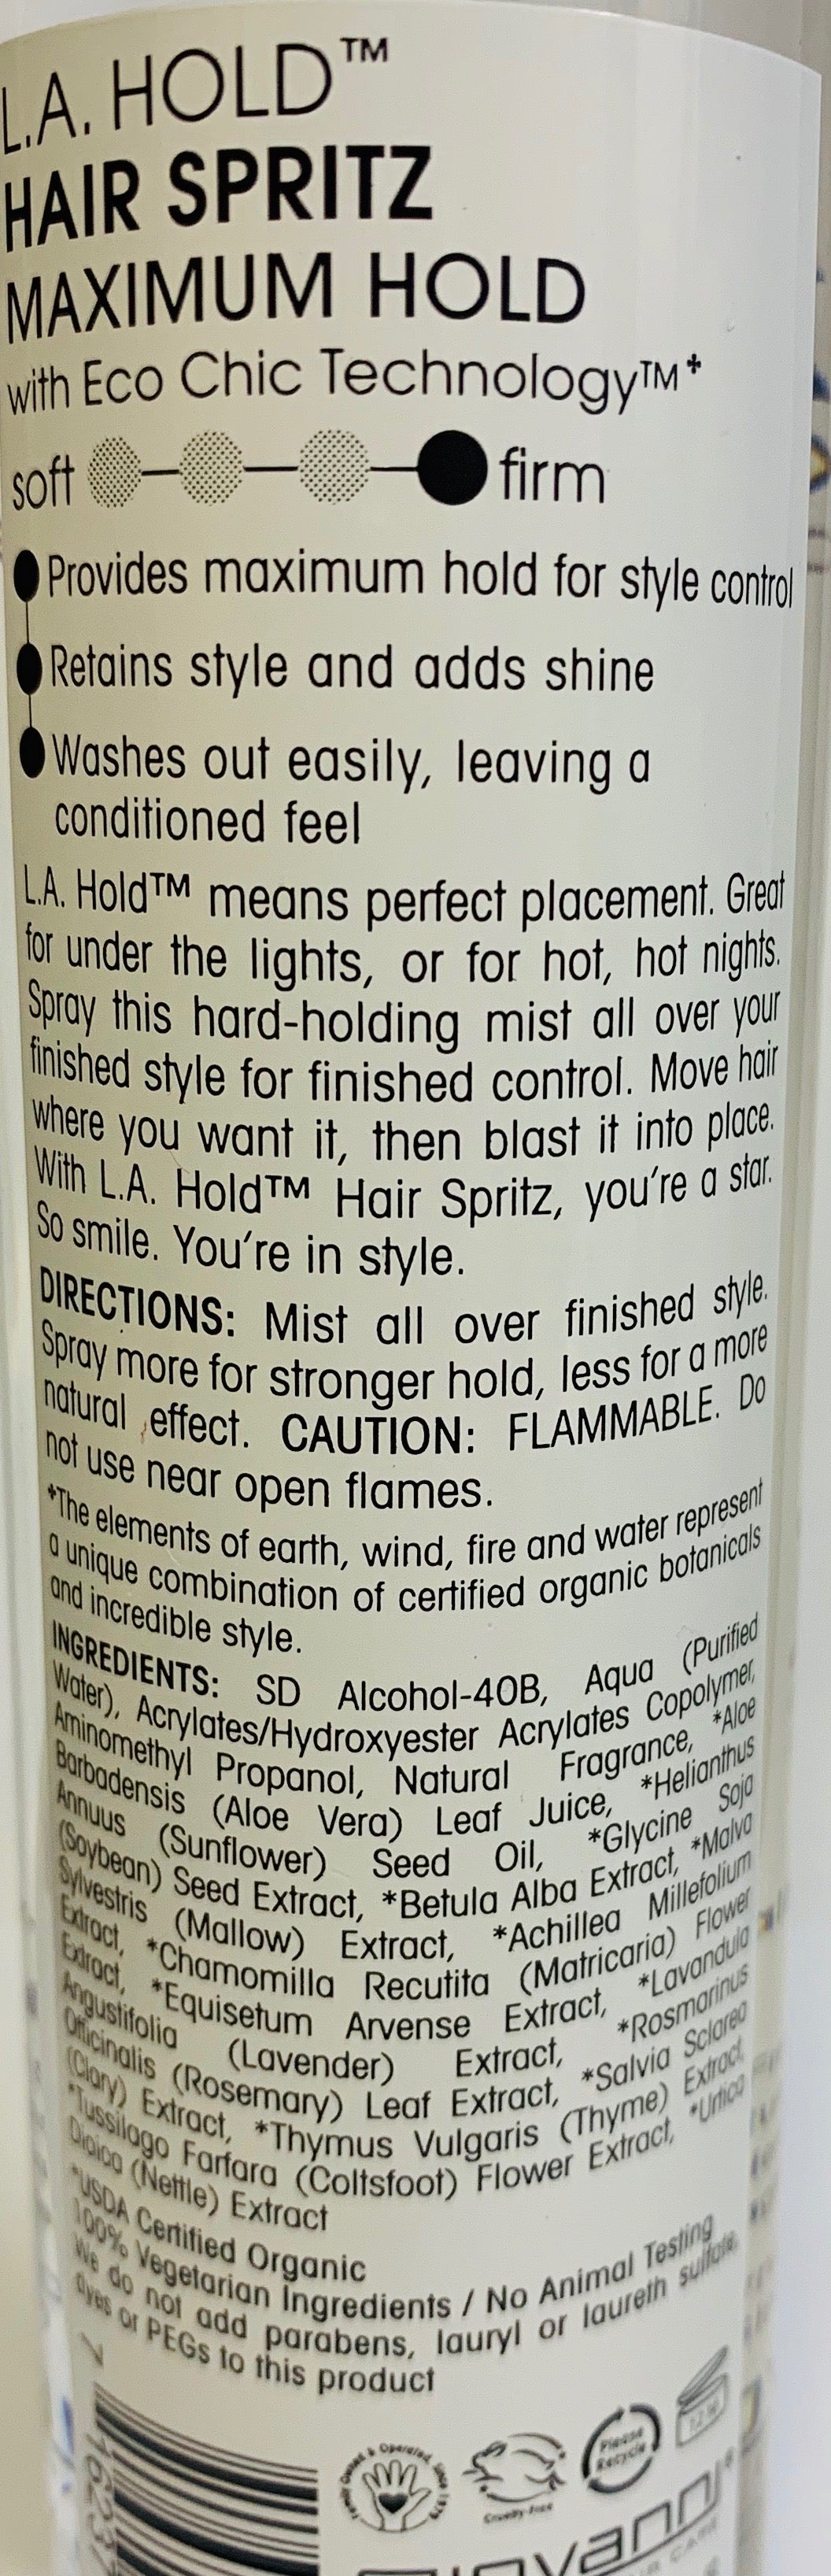 L.A. HOLD™
HAIR SPRITZ
MAXIMUM HOLD
with Eco Chic Technology™*
soft firm
Provides maximum hold for style control
Retains style and adds shine
Washes out easily, leaving a
conditioned feel
L.A. Hold™ means perfect placement. Great
for under the lights, or for hot, hot nights.
Spray this hard-holding mist all over your
finished style for finished control. Move hair
where you want it, then blast it into place.
With L.A. Hold™ Hair Spritz, you're a star.
So smile. You're in style.
DIRECTIONS: Mist all over finished style.
Spray more for stronger hold, less for a more
natural effect. CAUTION: FLAMMABLE. Do
not use near open flames.
*The elements of earth, wind, fire and water represent
a unique combination of certified organic botanicals
and incredible style.
INGREDIENTS: SD Alcohol-40B, Aqua (Purified
Water), Acrylates/Hydroxyester Acrylates Copolymer,
Aminomethyl Propanol, Natural Fragrance, *Aloe
Barbadensis (Aloe Vera) Leaf Juice, *Helianthus
Annuus (Sunflower) Seed Oil, *Glycine Soja
(Soybean) Seed Extract, *Betula Alba Extract, *Malva
Sylvestris (Mallow) Extract, *Achillea Millefolium
Extract, *Chamomilla Recutita (Matricaria) Flower
Extract, *Equisetum Arvense Extract, *Lavandula
Angustifolia (Lavender) Extract, *Rosmarinus
Officinalis (Rosemary) Leaf Extract, *Salvia Sclarea
(Clary) Extract, *Thymus Vulgaris (Thyme) Extract,
*Tussilago Farfara (Coltsfoot) Flower Extract, *Urtica
Dioica (Nettle) Extract
*USDA Certified Organic
100% Vegetarian Ingredients / No Animal Testing
We do not add parabens, lauryl or laureth sulfate,
dyes or PEGs to this product
Family Owned & Operated Since 1979
Cruelty-Free
Please
Recycle
12 M
giovanni®